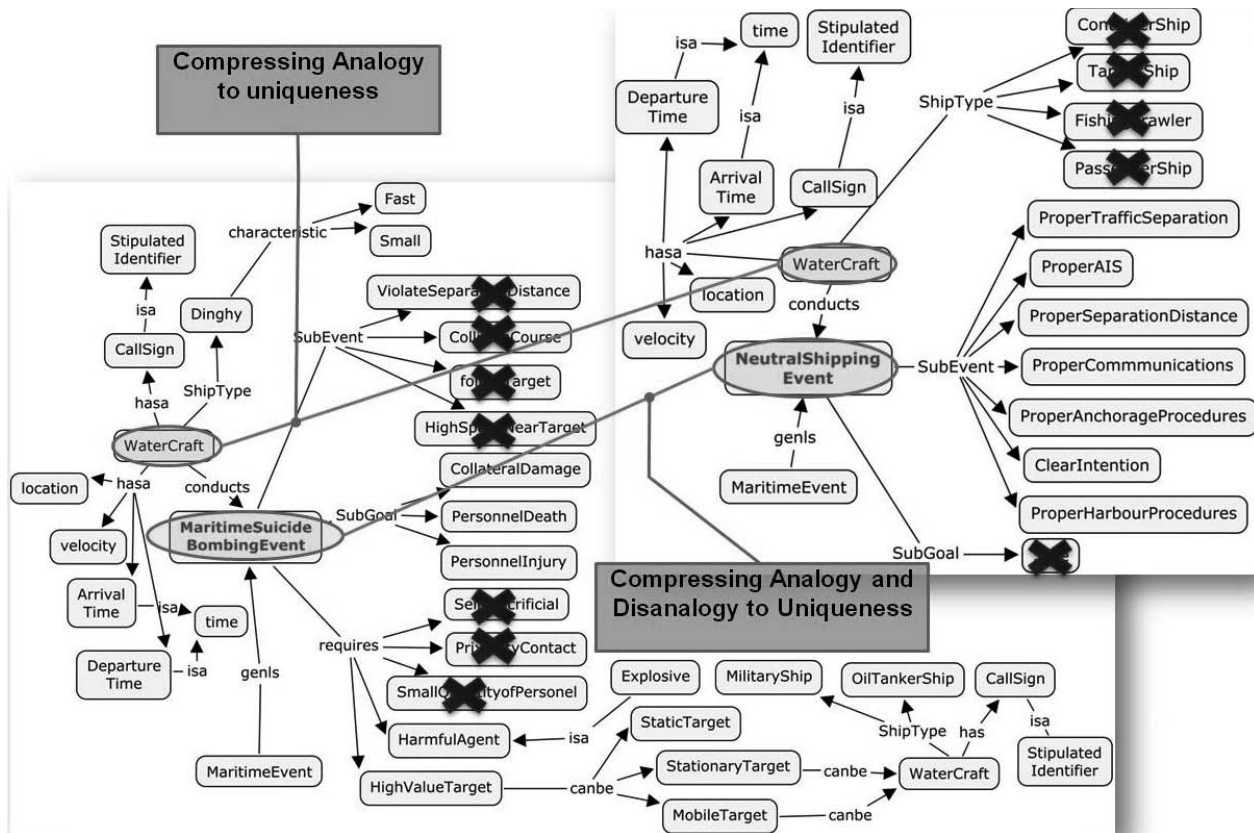 Compressing Analogy
to uniqueness
time
Stipulated
Identifier
isa
Departure
Time
isa
isa
ShipType
Arrival
Time
CallSign
hasa
WaterCraft
location
conducts
velocity
NeutralShipping
Event
SubEvent
genls
MaritimeEvent
SubGoal
ProperTrafficSeparation
ProperAIS
ProperSeparationDistance
ProperCommmunications
ProperAnchorageProcedures
ClearIntention
ProperHarbourProcedures
Fast
characteristic
Small
Stipulated
Identifier
isa
Dinghy
CallSign
ShipType
hasa
SubEvent
WaterCraft
location
hasa
conducts
velocity
MaritimeSuicide
BombingEvent
SubGoal
CollateralDamage
PersonnelDeath
PersonnelInjury
Arrival
Time
isa
time
Departure
Time
isa
genls
requires
MaritimeEvent
HarmfulAgent
isa
Explosive
HighValueTarget
canbe
StaticTarget
StationaryTarget
MobileTarget
canbe
canbe
WaterCraft
MilitaryShip
OilTankerShip
CallSign
ShipType
has
isa
Stipulated
Identifier
Compressing Analogy and
Disanalogy to Uniqueness